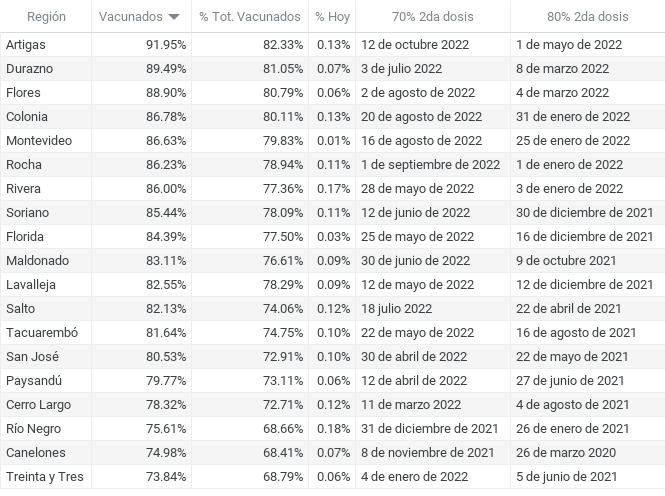 Región Vacunados % Tot. Vacunados % Hoy 70% 2da dosis 80% 2da dosis
Artigas 91.95% 82.33% 0.13% 12 de octubre 2022 1 de mayo de 2022
Durazno 89.49% 81.05% 0.07% 3 de julio 2022 8 de marzo 2022
Flores 88.90% 80.79% 0.06% 2 de agosto de 2022 4 de marzo 2022
Colonia 86.78% 80.11% 0.13% 20 de agosto de 2022 31 de enero de 2022
Montevideo 86.63% 79.83% 0.01% 16 de agosto de 2022 25 de enero de 2022
Rocha 86.23% 78.94% 0.11% 1 de septiembre de 2022 1 de enero de 2022
Rivera 86.00% 77.36% 0.17% 28 de mayo de 2022 3 de enero de 2022
Soriano 85.44% 78.09% 0.11% 12 de junio de 2022 30 de diciembre de 2021
Florida 84.39% 77.50% 0.03% 25 de mayo de 2022 16 de diciembre de 2021
Maldonado 83.11% 76.61% 0.09% 30 de junio de 2022 9 de octubre 2021
Lavalleja 82.55% 78.29% 0.09% 12 de mayo de 2022 12 de diciembre de 2021
Salto 82.13% 74.06% 0.12% 18 julio 2022 22 de abril de 2021
Tacuarembó 81.64% 74.75% 0.10% 22 de mayo de 2022 16 de agosto de 2021
San José 80.53% 72.91% 0.10% 30 de abril de 2022 22 de mayo de 2021
Paysandú 79.77% 73.11% 0.06% 12 de abril de 2022 27 de junio de 2021
Cerro Largo 78.32% 72.71% 0.12% 11 de marzo 2022 4 de agosto de 2021
Río Negro 75.61% 68.66% 0.18% 31 de diciembre de 2021 26 de enero de 2021
Canelones 74.98% 68.41% 0.07% 8 de noviembre de 2021 26 de marzo 2020
Treinta y Tres 73.84% 68.79% 0.06% 4 de enero de 2022 5 de junio de 2021